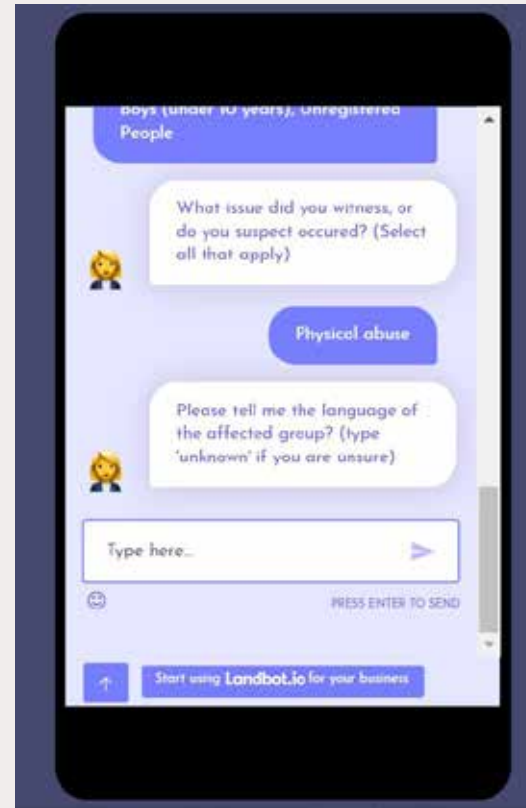 Boys (under 10 years), Unregistered
People
What issue did you witness, or
do you suspect occured? (Select
all that apply)
Physical abuse
Please tell me the language of
the affected group? (type
'unknown' if you are unsure)
Type here...
PRESS ENTER TO SEND
Start using Landbot.io for your business